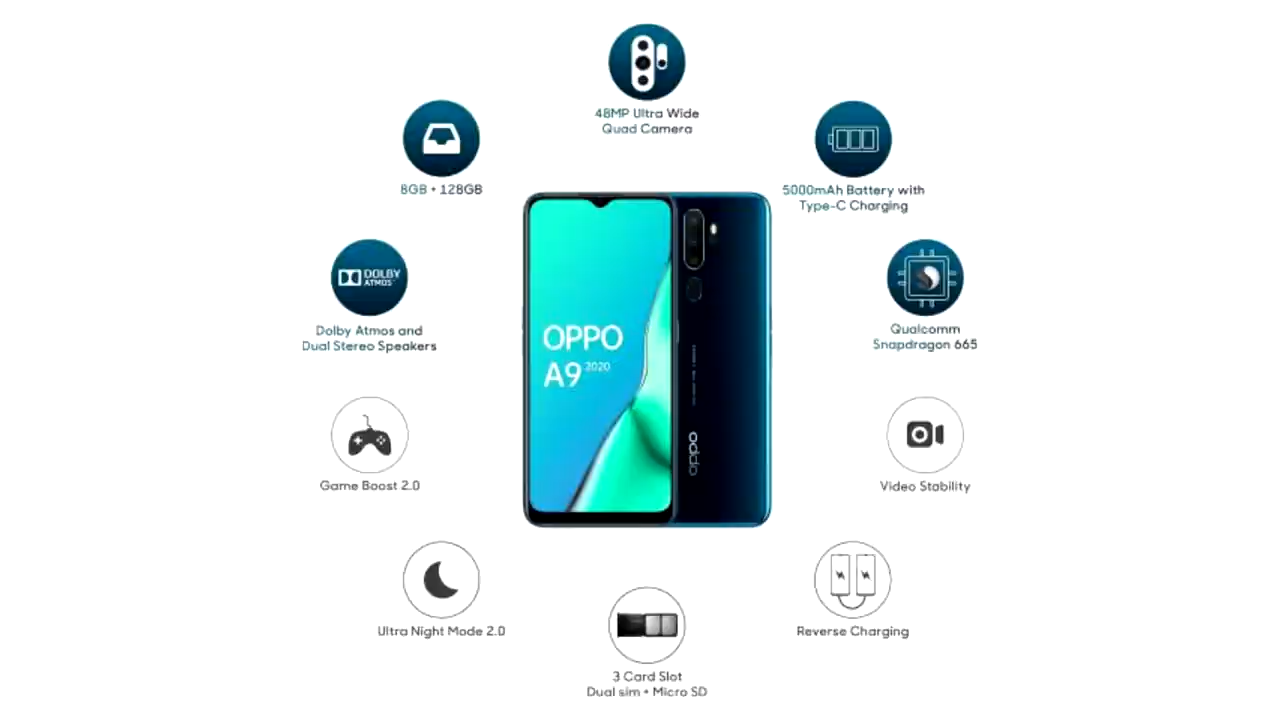 48MP Ultra Wide
Quad Camera
8GB + 128GB
5000mAh Battery with
Type-C Charging
DOLBY
ATMOS
Dolby Atmos and
Dual Stereo Speakers
Qualcomm
Snapdragon 665
OPPO
A9 2020
oppo
Game Boost 2.0
Video Stability
Ultra Night Mode 2.0
Reverse Charging
3 Card Slot
Dual sim + Micro SD